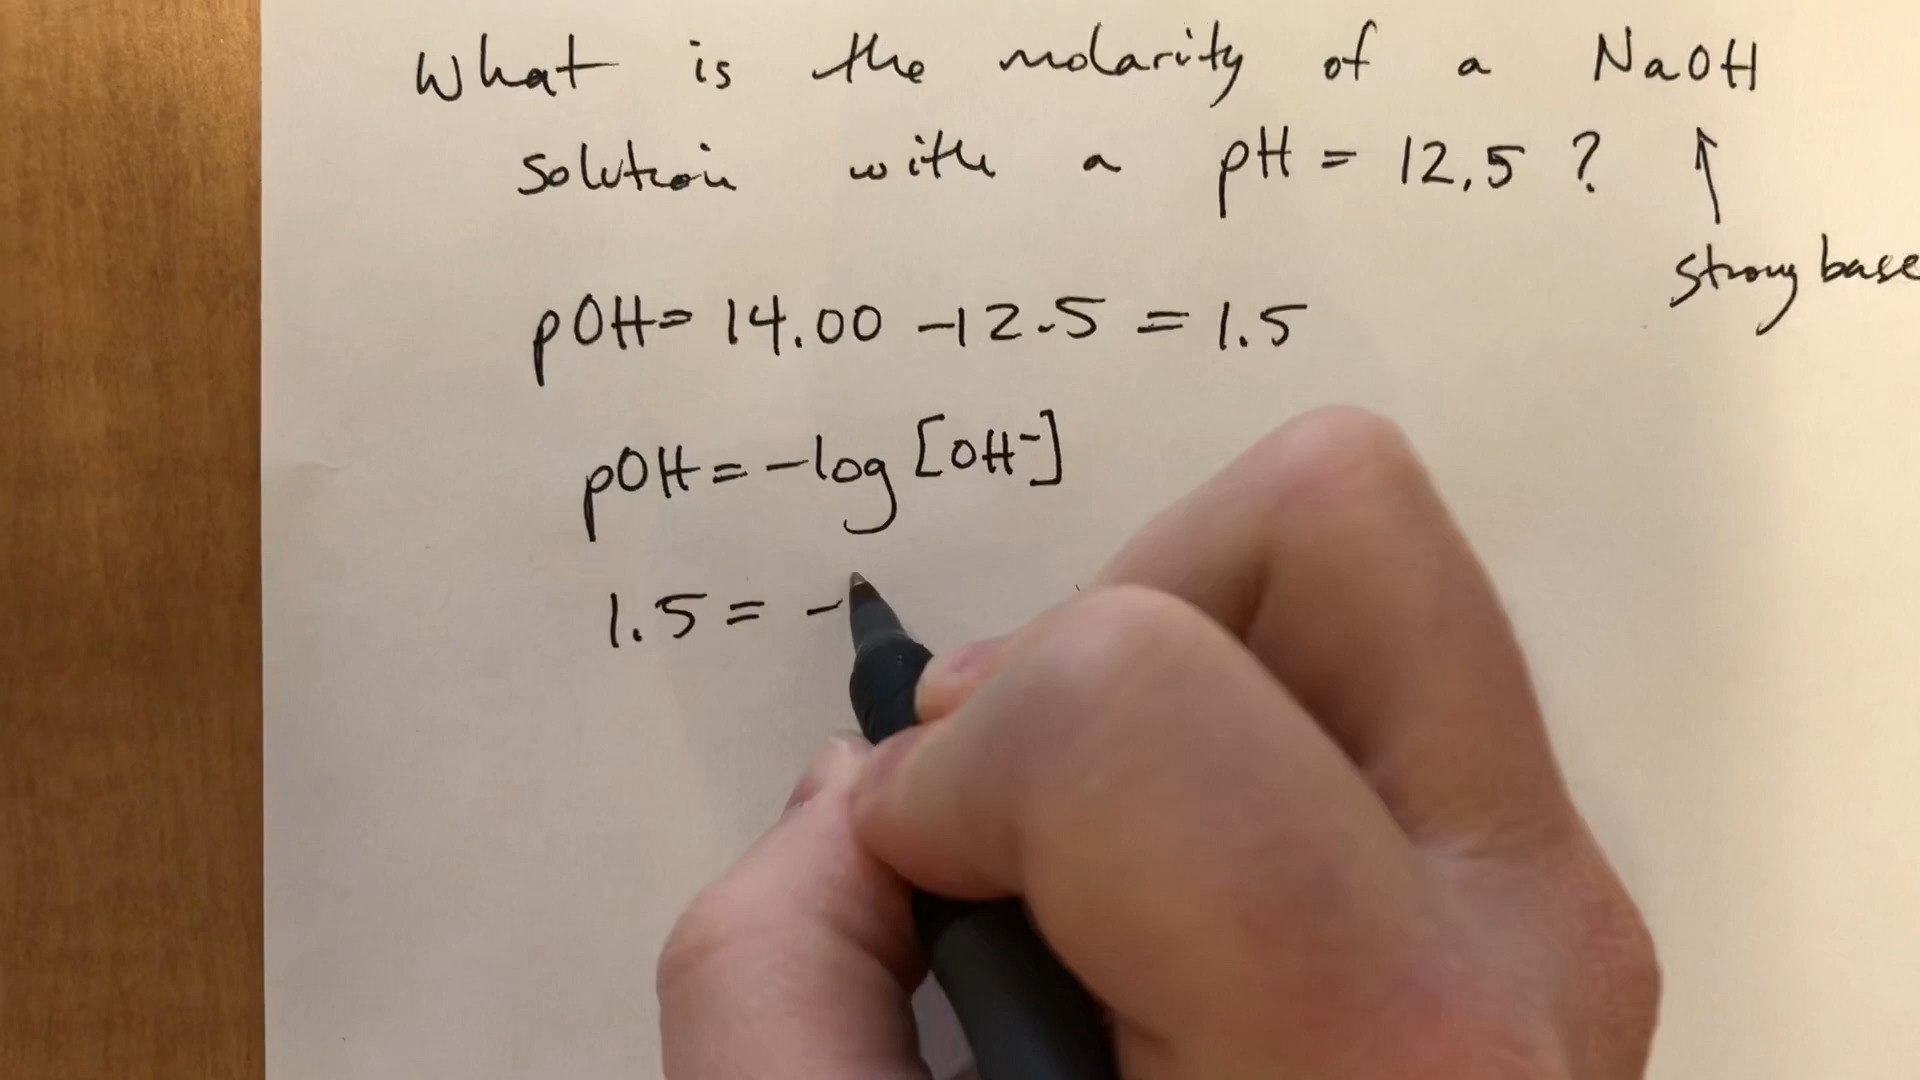 What is the molarity of a NaOH
solution with a pH = 12.5 ?
↑
strong base
pOH = 14.00 - 12.5 = 1.5
pOH = -log [OH⁻]
1.5 = -